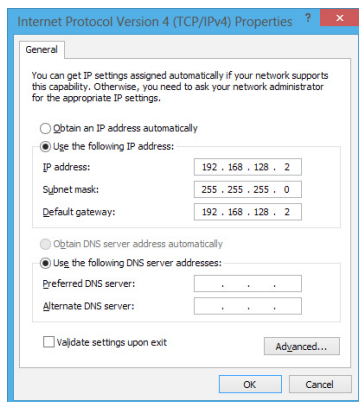 Internet Protocol Version 4 (TCP/IPv4) Properties ? ×
General
You can get IP settings assigned automatically if your network supports
this capability. Otherwise, you need to ask your network administrator
for the appropriate IP settings.
Obtain an IP address automatically
Use the following IP address:
IP address: 192 . 168 . 128 . 2
Subnet mask: 255 . 255 . 255 . 0
Default gateway: 192 . 168 . 128 . 2
Obtain DNS server address automatically
Use the following DNS server addresses:
Preferred DNS server: . . .
Alternate DNS server: . . .
Validate settings upon exit
Advanced...
OK Cancel